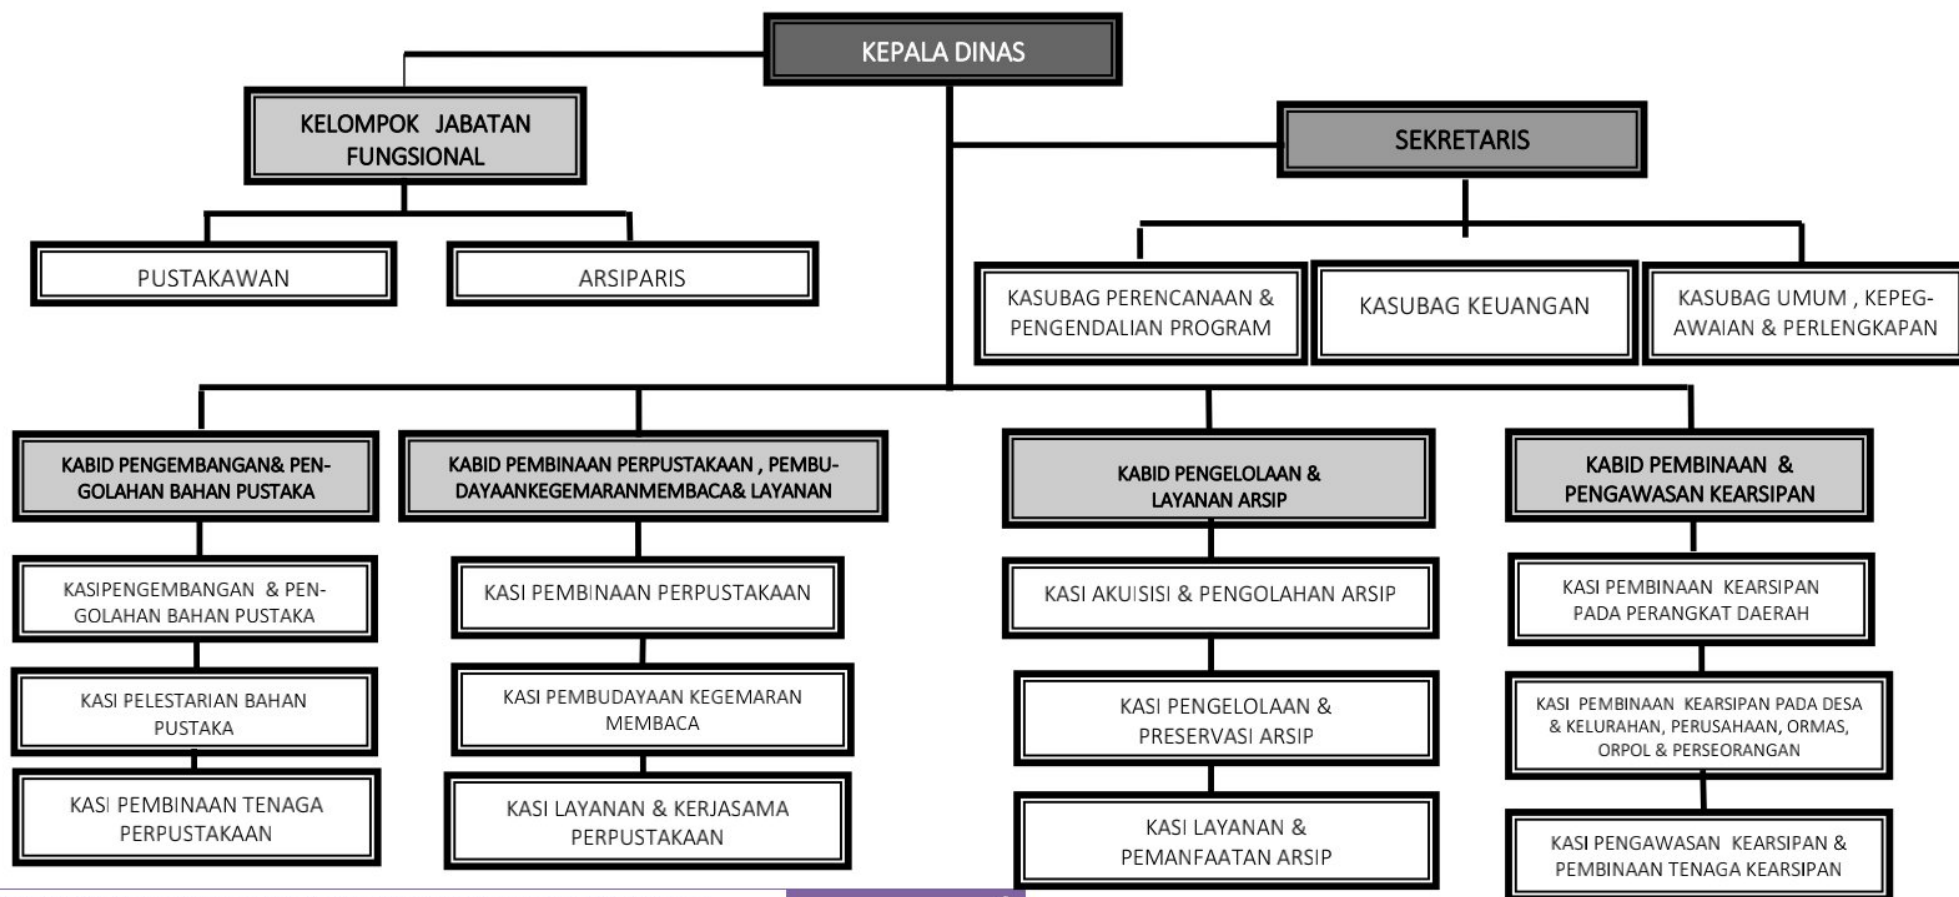 KEPALA DINAS
KELOMPOK JABATAN
FUNGSIONAL
SEKRETARIS
PUSTAKAWAN
ARSIPARIS
KASUBAG PERENCANAAN &
PENGENDALIAN PROGRAM
KASUBAG KEUANGAN
KASUBAG UMUM , KEPEG-
AWAIAN & PERLENGKAPAN
KABID PENGEMBANGAN& PEN-
GOLAHAN BAHAN PUSTAKA
KABID PEMBINAAN PERPUSTAKAAN , PEMBU-
DAYAANKEGEMARANMEMBACA& LAYANAN
KABID PENGELOLAAN &
LAYANAN ARSIP
KABID PEMBINAAN &
PENGAWASAN KEARSIPAN
KASIPENGEMBANGAN & PEN-
GOLAHAN BAHAN PUSTAKA
KASI PEMBINAAN PERPUSTAKAAN
KASI AKUISISI & PENGOLAHAN ARSIP
KASI PEMBINAAN KEARSIPAN
PADA PERANGKAT DAERAH
KASI PELESTARIAN BAHAN
PUSTAKA
KASI PEMBUDAYAAN KEGEMARAN
MEMBACA
KASI PENGELOLAAN &
PRESERVASI ARSIP
KASI PEMBINAAN KEARSIPAN PADA DESA
& KELURAHAN, PERUSAHAAN, ORMAS,
ORPOL & PERSEORANGAN
KASI PEMBINAAN TENAGA
PERPUSTAKAAN
KASI LAYANAN & KERJASAMA
PERPUSTAKAAN
KASI LAYANAN &
PEMANFAATAN ARSIP
KASI PENGAWASAN KEARSIPAN &
PEMBINAAN TENAGA KEARSIPAN